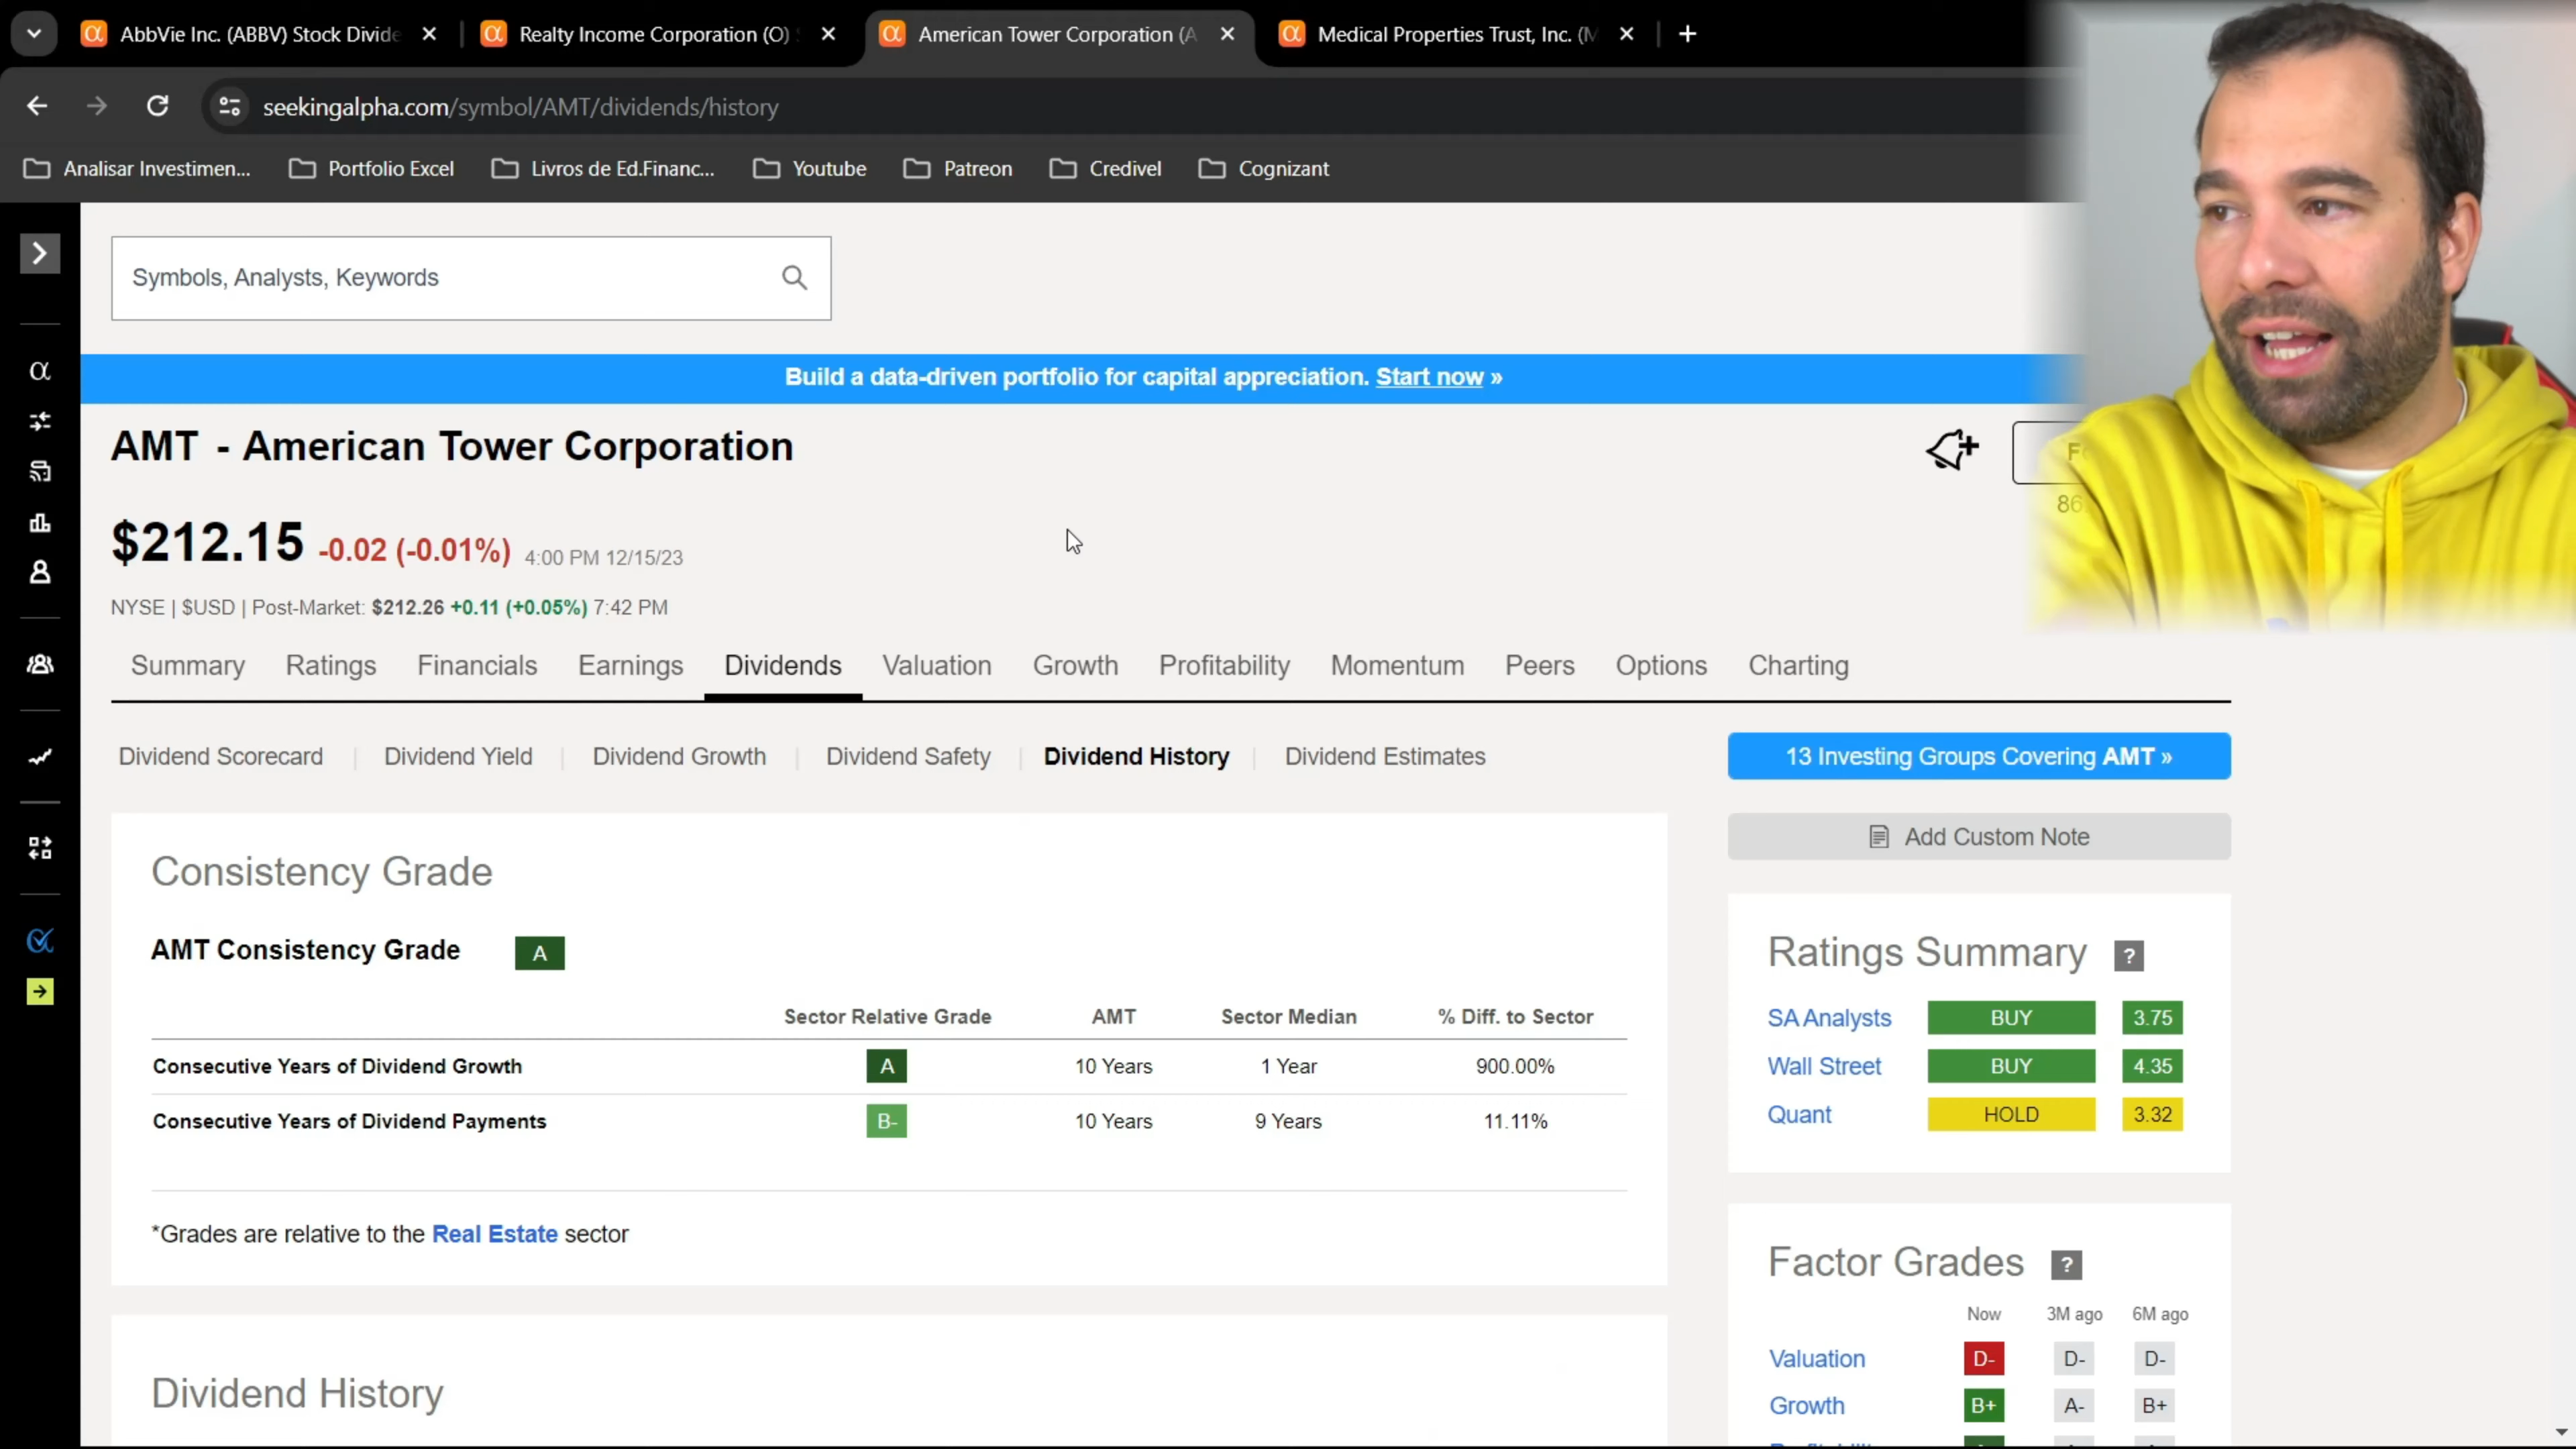 AbbVie Inc. (ABBV) Stock Divide
Realty Income Corporation (O)
American Tower Corporation (A
Medical Properties Trust, Inc. (M
seekingalpha.com/symbol/AMT/dividends/history
Analisar Investimen...
Portfolio Excel
Livros de Ed.Financ...
Youtube
Patreon
Credivel
Cognizant
Symbols, Analysts, Keywords
Build a data-driven portfolio for capital appreciation. Start now »
AMT - American Tower Corporation
$212.15 -0.02 (-0.01%) 4:00 PM 12/15/23
NYSE | $USD | Post-Market: $212.26 +0.11 (+0.05%) 7:42 PM
Summary Ratings Financials Earnings Dividends Valuation Growth Profitability Momentum Peers Options Charting
Dividend Scorecard | Dividend Yield | Dividend Growth | Dividend Safety | Dividend History | Dividend Estimates
13 Investing Groups Covering AMT »
Add Custom Note
Consistency Grade
AMT Consistency Grade A
Sector Relative Grade AMT Sector Median % Diff. to Sector
Consecutive Years of Dividend Growth A 10 Years 1 Year 900.00%
Consecutive Years of Dividend Payments B- 10 Years 9 Years 11.11%
*Grades are relative to the Real Estate sector
Dividend History
Ratings Summary ?
SA Analysts BUY 3.75
Wall Street BUY 4.35
Quant HOLD 3.32
Factor Grades ?
Now 3M ago 6M ago
Valuation D- D- D-
Growth B+ A- B+